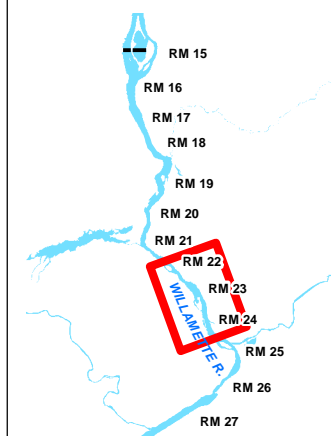 RM 15
RM 16
RM 17
RM 18
RM 19
RM 20
RM 21
RM 22
RM 23
WILLAMETTE R.
RM 24
RM 25
RM 26
RM 27